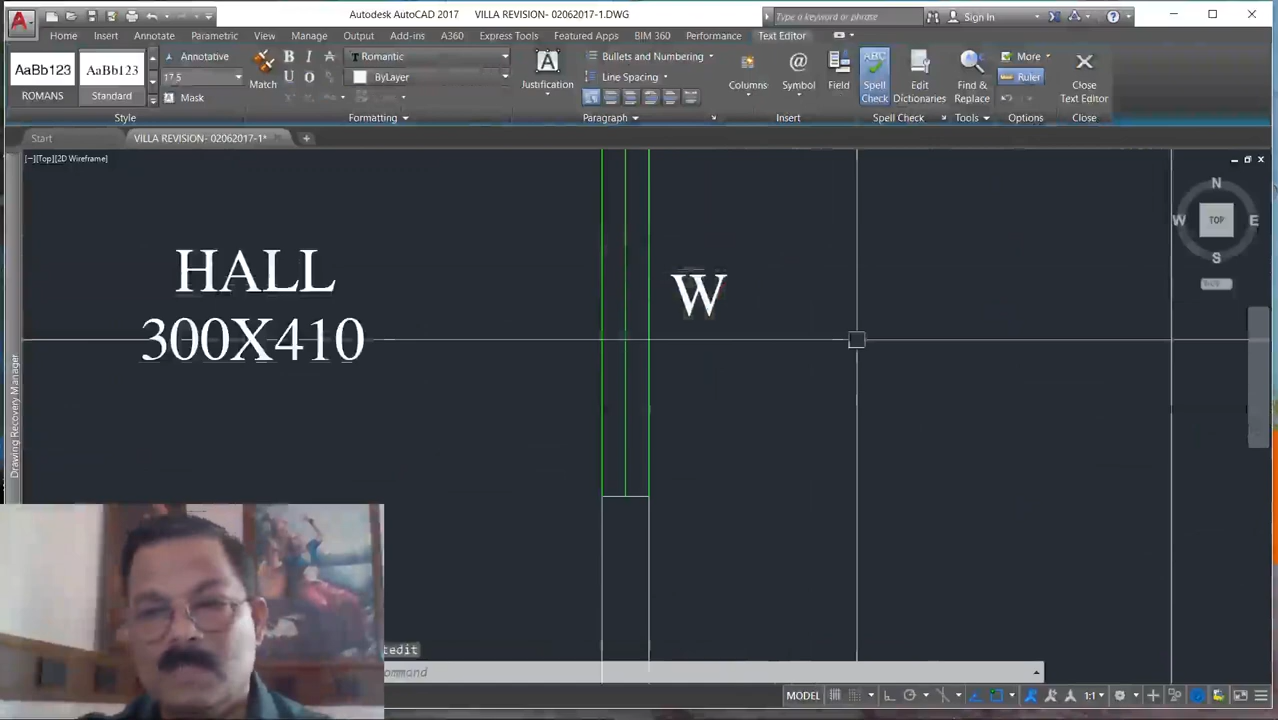 Autodesk AutoCAD 2017 VILLA REVISION- 02062017-1.DWG
Type a keyword or phrase
Sign In
Home Insert Annotate Parametric View Manage Output Add-ins A360 Express Tools Featured Apps BIM 360 Performance Text Editor
AaBb123
ROMANS
AaBb123
Standard
Annotative
17.5
Mask
Style
Match
B I
U O
Romantic
ByLayer
Formatting
A
Justification
Bullets and Numbering
Line Spacing
Paragraph
Columns
@
Symbol
Field
Insert
ABC
Spell
Check
Edit
Dictionaries
Spell Check
Find &
Replace
Tools
More
Ruler
Options
Close
Text Editor
Close
Start
VILLA REVISION- 02062017-1*
[–][Top][2D Wireframe]
N
W TOP E
S
HALL
300X410
W
Drawing Recovery Manager
tedit
ommand
MODEL
1:1